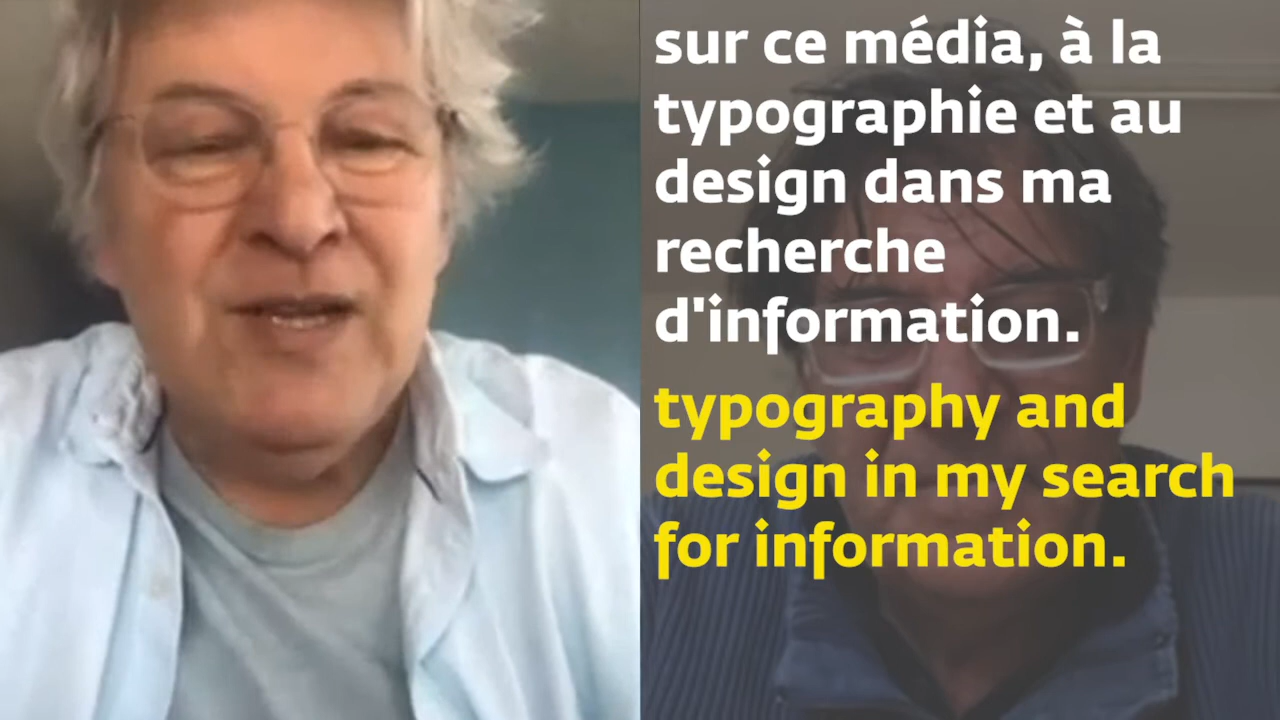 sur ce média, à la
typographie et au
design dans ma
recherche
d'information.
typography and
design in my search
for information.